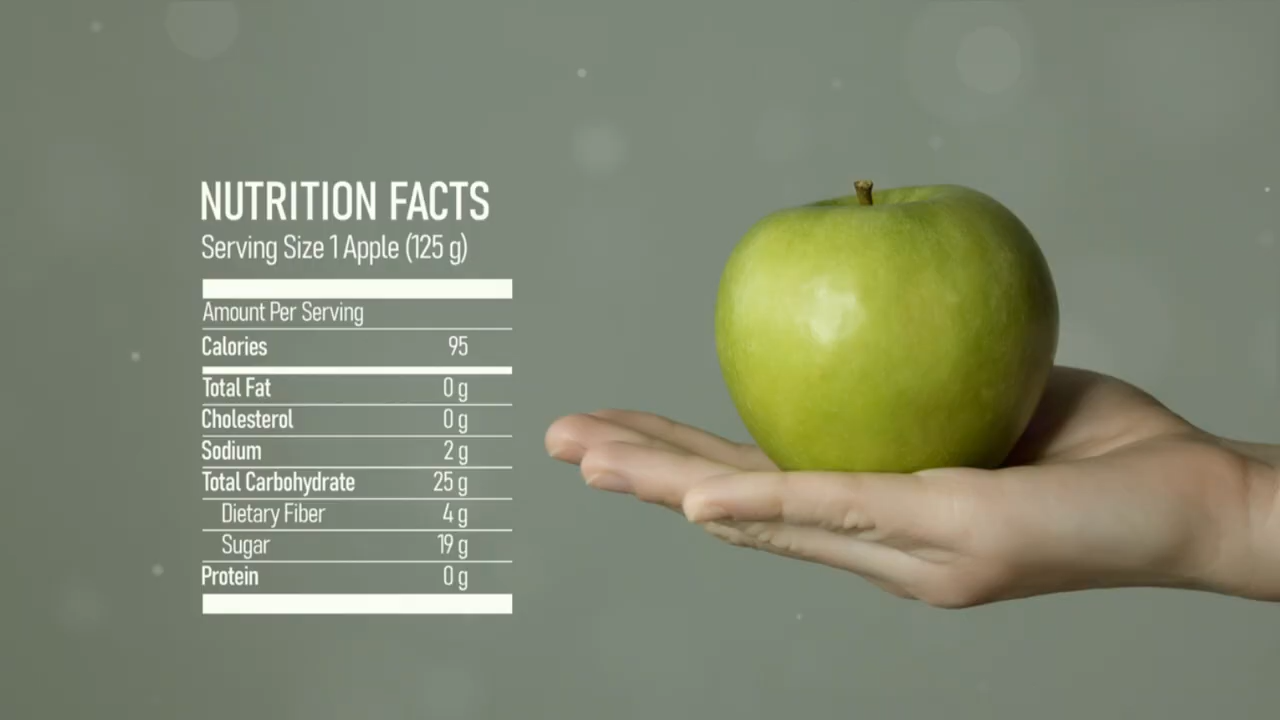 NUTRITION FACTS
Serving Size 1 Apple (125 g)
Amount Per Serving
Calories 95
Total Fat 0 g
Cholesterol 0 g
Sodium 2 g
Total Carbohydrate 25 g
Dietary Fiber 4 g
Sugar 19 g
Protein 0 g